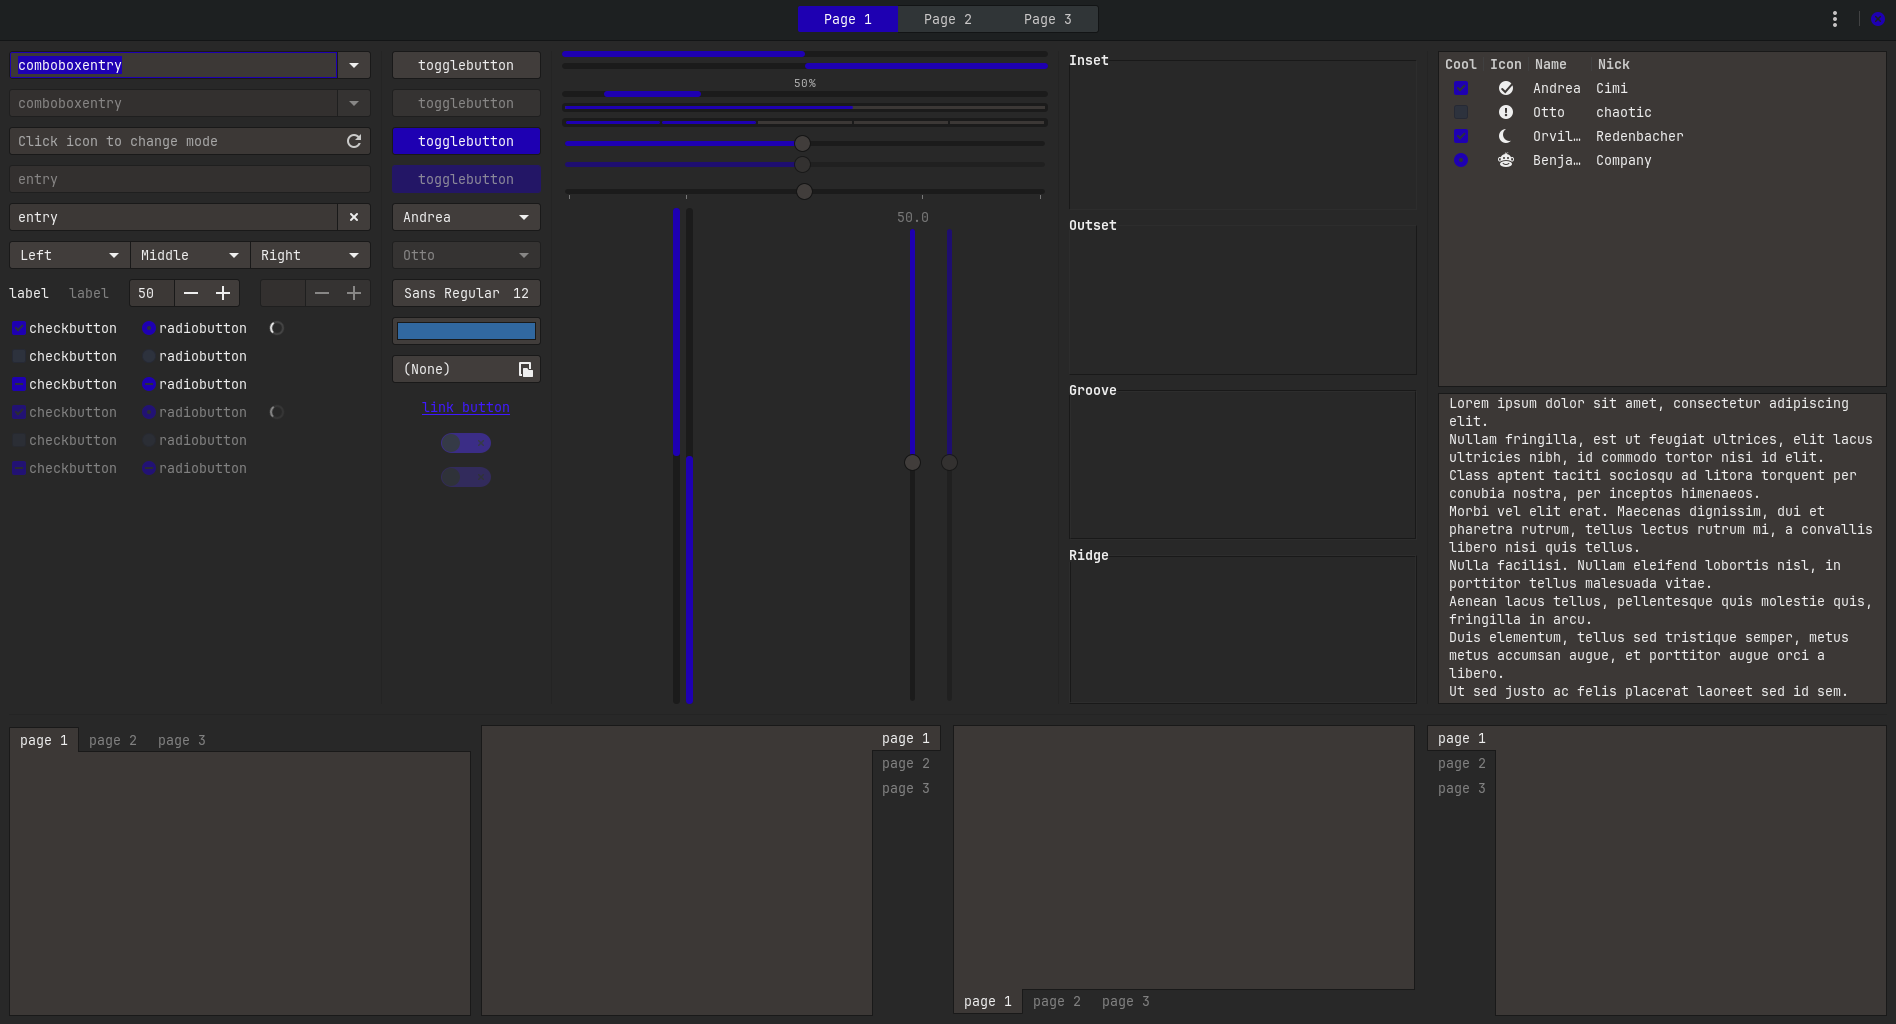 Page 1 Page 2 Page 3
comboboxentry
comboboxentry
Click icon to change mode
entry
entry
Left Middle Right
label label 50
checkbutton radiobutton
checkbutton radiobutton
checkbutton radiobutton
checkbutton radiobutton
checkbutton radiobutton
checkbutton radiobutton
togglebutton
togglebutton
togglebutton
togglebutton
Andrea
Otto
Sans Regular 12
(None)
link button
50%
50.0
Inset
Outset
Groove
Ridge
Cool Icon Name Nick
Andrea Cimi
Otto chaotic
Orvil… Redenbacher
Benja… Company
Lorem ipsum dolor sit amet, consectetur adipiscing
elit.
Nullam fringilla, est ut feugiat ultrices, elit lacus
ultricies nibh, id commodo tortor nisi id elit.
Class aptent taciti sociosqu ad litora torquent per
conubia nostra, per inceptos himenaeos.
Morbi vel elit erat. Maecenas dignissim, dui et
pharetra rutrum, tellus lectus rutrum mi, a convallis
libero nisi quis tellus.
Nulla facilisi. Nullam eleifend lobortis nisl, in
porttitor tellus malesuada vitae.
Aenean lacus tellus, pellentesque quis molestie quis,
fringilla in arcu.
Duis elementum, tellus sed tristique semper, metus
metus accumsan augue, et porttitor augue orci a
libero.
Ut sed justo ac felis placerat laoreet sed id sem.
page 1 page 2 page 3
page 1
page 2
page 3
page 1 page 2 page 3
page 1
page 2
page 3